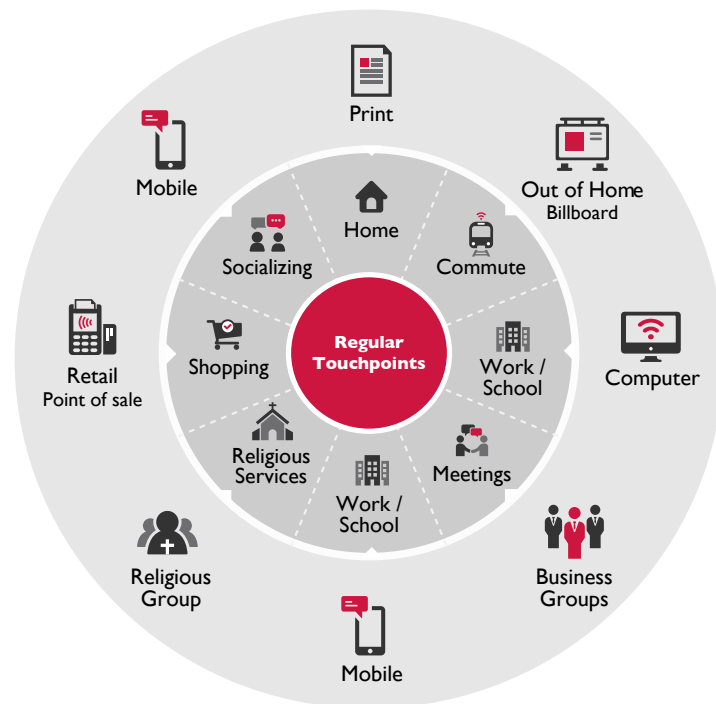 Print
Mobile
Out of Home
Billboard
Home
Socializing
Commute
Regular
Touchpoints
Retail
Point of sale
Shopping
Work /
School
Computer
Religious
Services
Meetings
Work /
School
Religious
Group
Business
Groups
Mobile